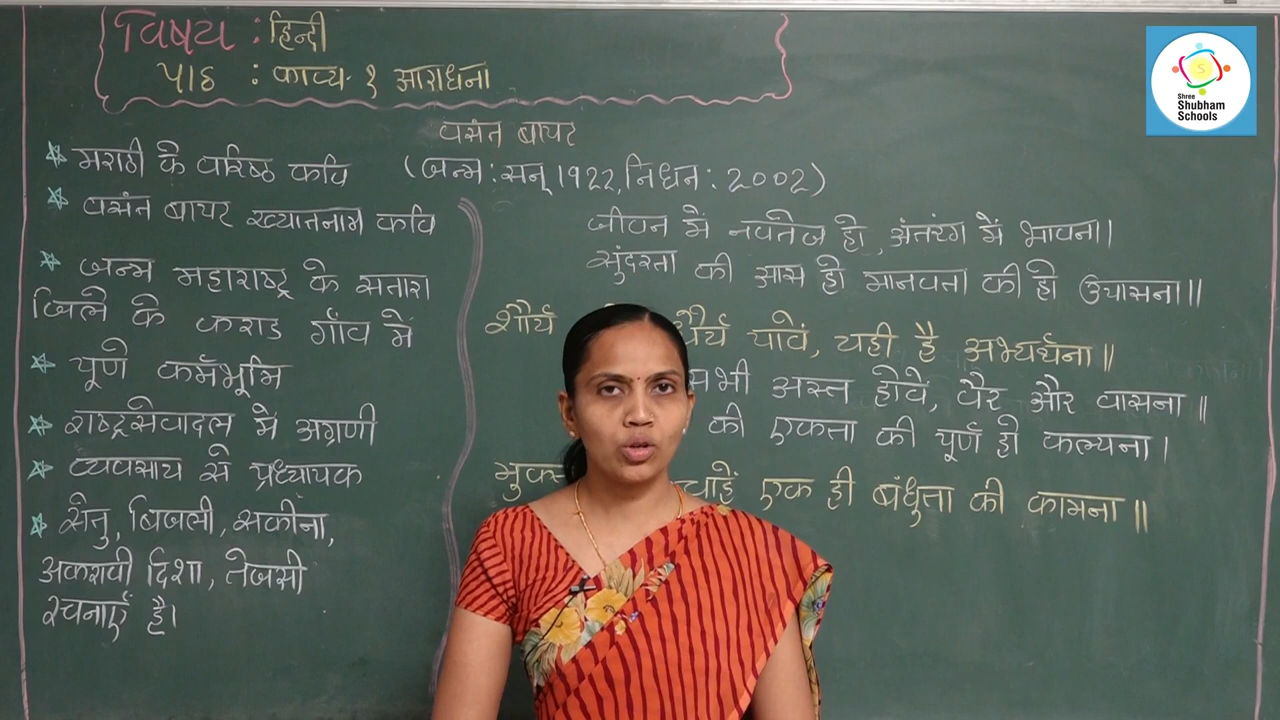 विषय : हिन्दी
पाठ : काव्य-१ आराधना
वसंत बापट
(जन्म : सन् 1922, निधन : 2002)
* मराठी के वरिष्ठ कवि
* वसंत बापट ख्यातनाम कवि
* जन्म महाराष्ट्र के सतारा
जिले के कराड गाँव में
* पूणे कर्मभूमि
* राष्ट्रसेवादल में अग्रणी
* व्यवसाय से प्रध्यापक
* सेतु, बिजली, सकीना,
अकरावी दिशा, तेजसी
रचनाएँ है।
जीवन में नवतेज हो, अंतरंग में भावना।
सुंदरता की आस हो मानवता की हो उपासना॥
शौर्य धैर्य पावें, यही है अभ्यर्थना॥
सभी अस्त होवे, वैर और वासना॥
की एकता की पूर्ण हो कल्पना।
मुक्त चाहें एक ही बंधुता की कामना॥
S
Shree
Shubham
Schools